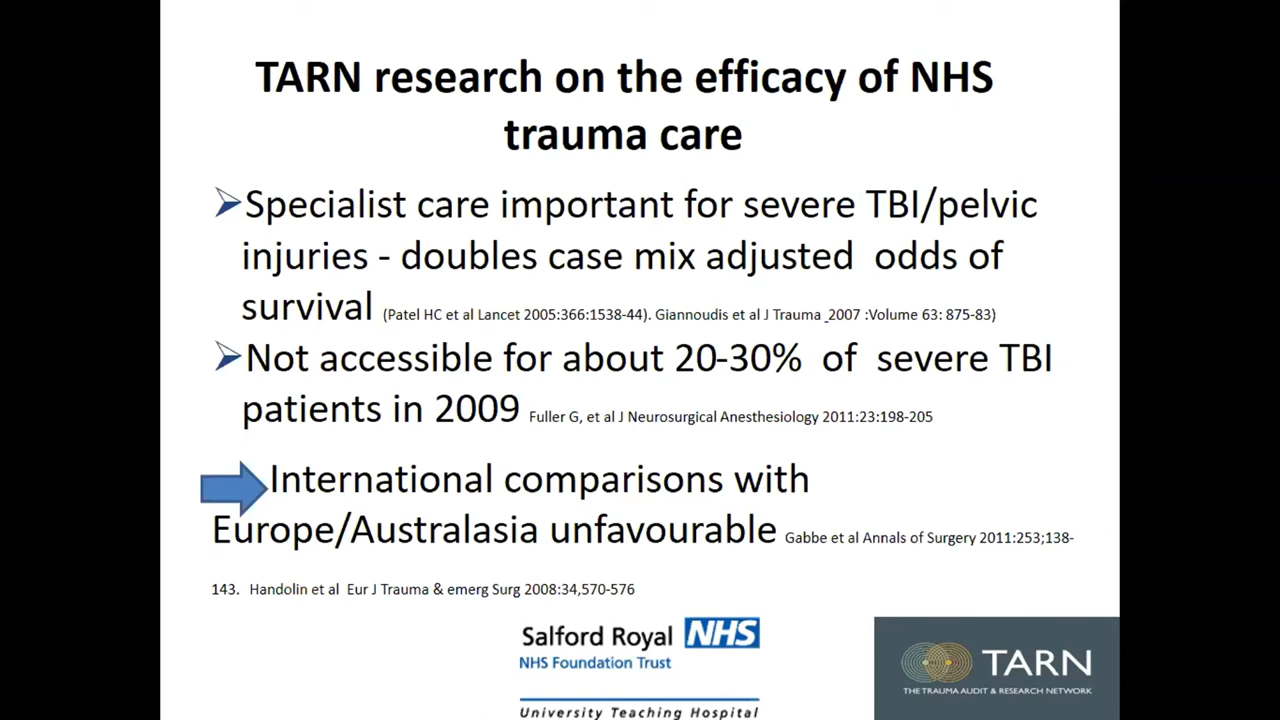 TARN research on the efficacy of NHS
trauma care
Specialist care important for severe TBI/pelvic
injuries - doubles case mix adjusted odds of
survival (Patel HC et al Lancet 2005:366:1538-44). Giannoudis et al J Trauma 2007 :Volume 63: 875-83)
Not accessible for about 20-30% of severe TBI
patients in 2009 Fuller G, et al J Neurosurgical Anesthesiology 2011:23:198-205
International comparisons with
Europe/Australasia unfavourable Gabbe et al Annals of Surgery 2011:253;138-
143. Handolin et al Eur J Trauma & emerg Surg 2008:34,570-576
Salford Royal NHS
NHS Foundation Trust
University Teaching Hospital
TARN
THE TRAUMA AUDIT & RESEARCH NETWORK